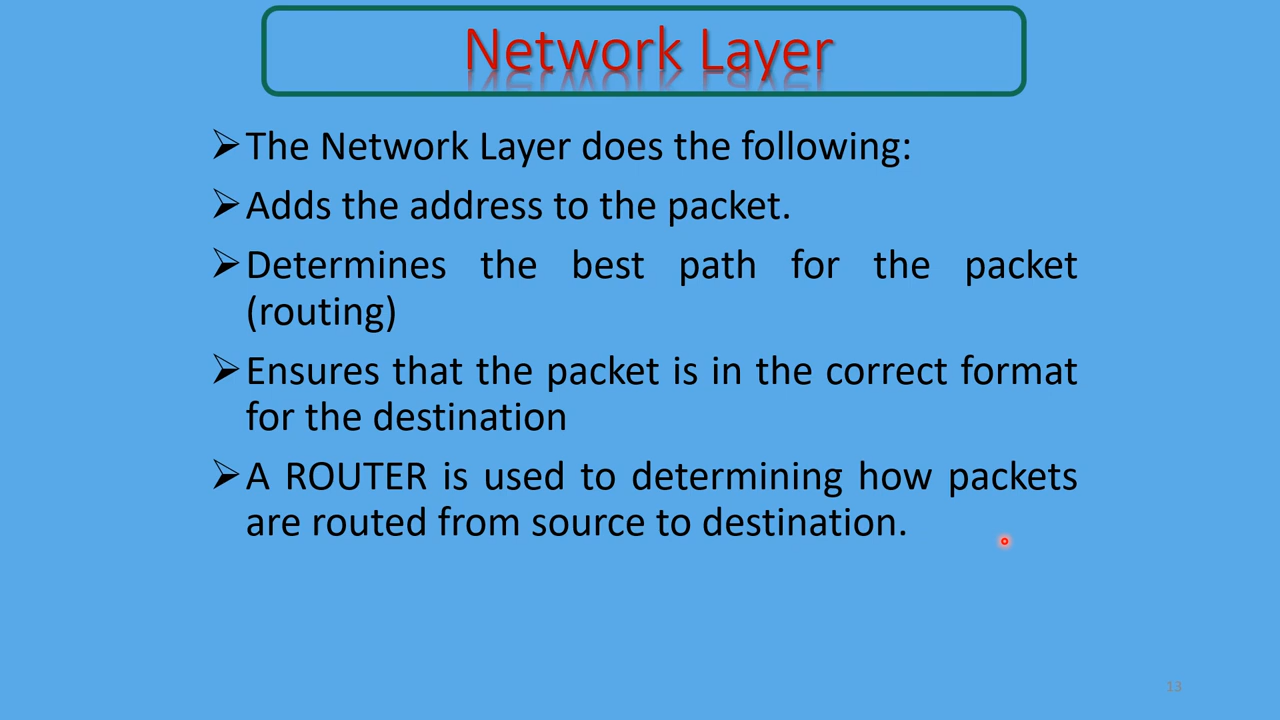 Network Layer
➢The Network Layer does the following:
➢Adds the address to the packet.
➢Determines the best path for the packet
(routing)
➢Ensures that the packet is in the correct format
for the destination
➢A ROUTER is used to determining how packets
are routed from source to destination.
13